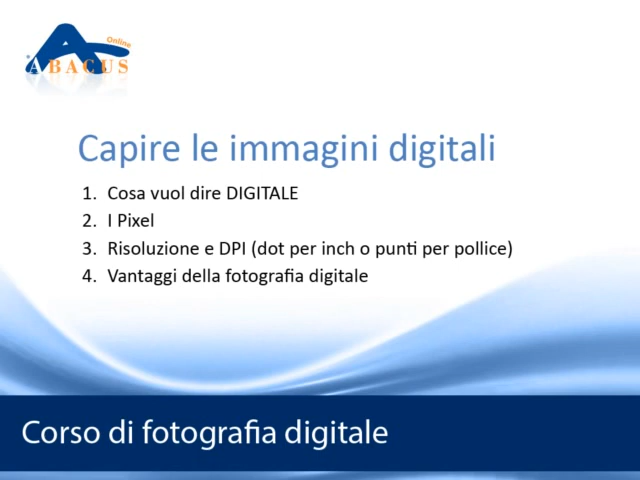 Online
ABACUS
Capire le immagini digitali
1. Cosa vuol dire DIGITALE
2. I Pixel
3. Risoluzione e DPI (dot per inch o punti per pollice)
4. Vantaggi della fotografia digitale
Corso di fotografia digitale